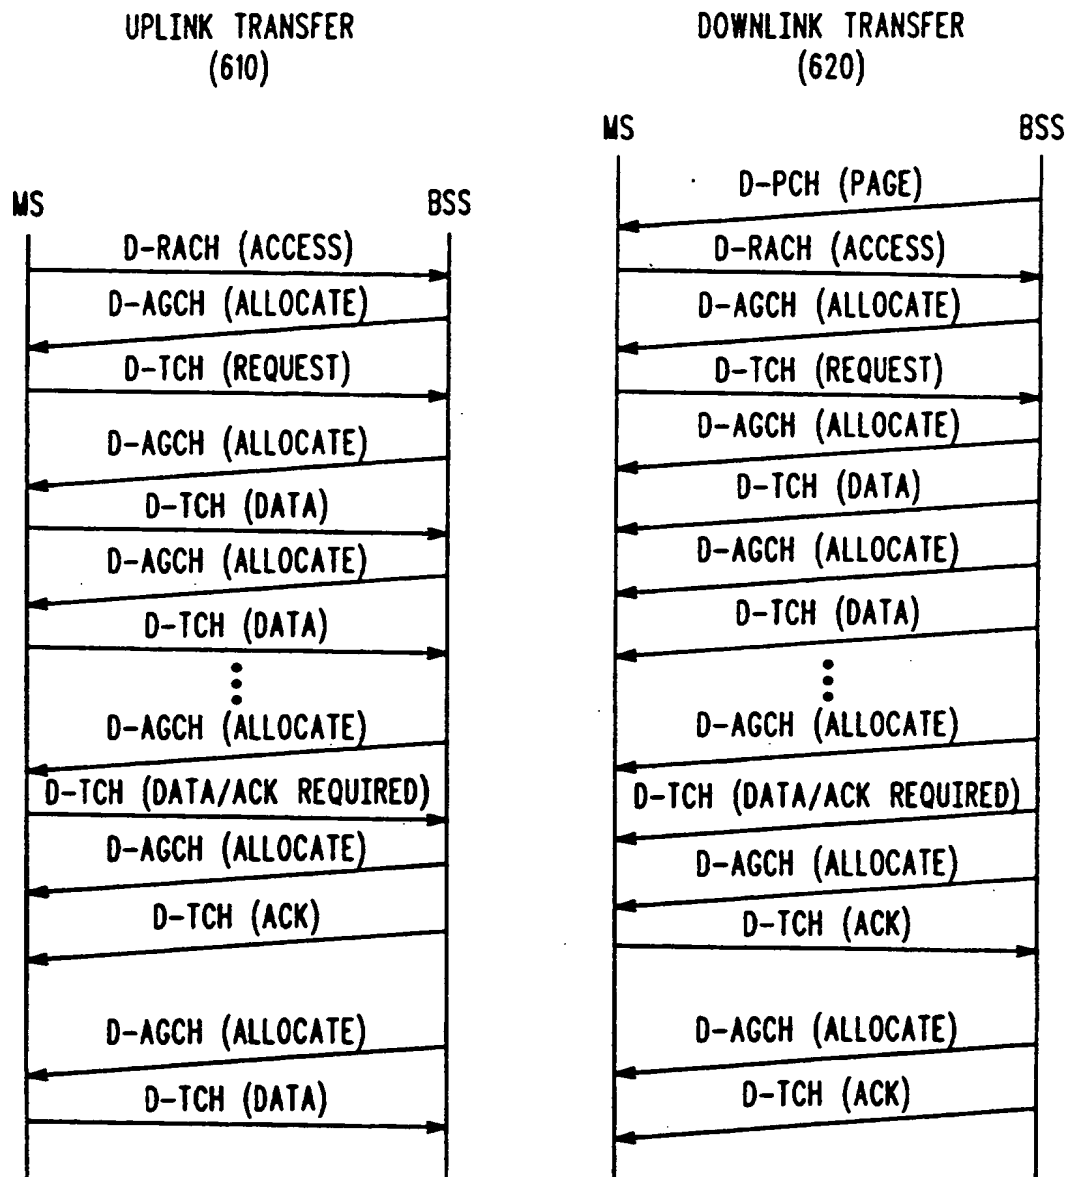 UPLINK TRANSFER
(610)
MS
BSS
D-RACH (ACCESS)
D-AGCH (ALLOCATE)
D-TCH (REQUEST)
D-AGCH (ALLOCATE)
D-TCH (DATA)
D-AGCH (ALLOCATE)
D-TCH (DATA)
D-AGCH (ALLOCATE)
D-TCH (DATA/ACK REQUIRED)
D-AGCH (ALLOCATE)
D-TCH (ACK)
D-AGCH (ALLOCATE)
D-TCH (DATA)
DOWNLINK TRANSFER
(620)
MS
BSS
D-PCH (PAGE)
D-RACH (ACCESS)
D-AGCH (ALLOCATE)
D-TCH (REQUEST)
D-AGCH (ALLOCATE)
D-TCH (DATA)
D-AGCH (ALLOCATE)
D-TCH (DATA)
D-AGCH (ALLOCATE)
D-TCH (DATA/ACK REQUIRED)
D-AGCH (ALLOCATE)
D-TCH (ACK)
D-AGCH (ALLOCATE)
D-TCH (ACK)